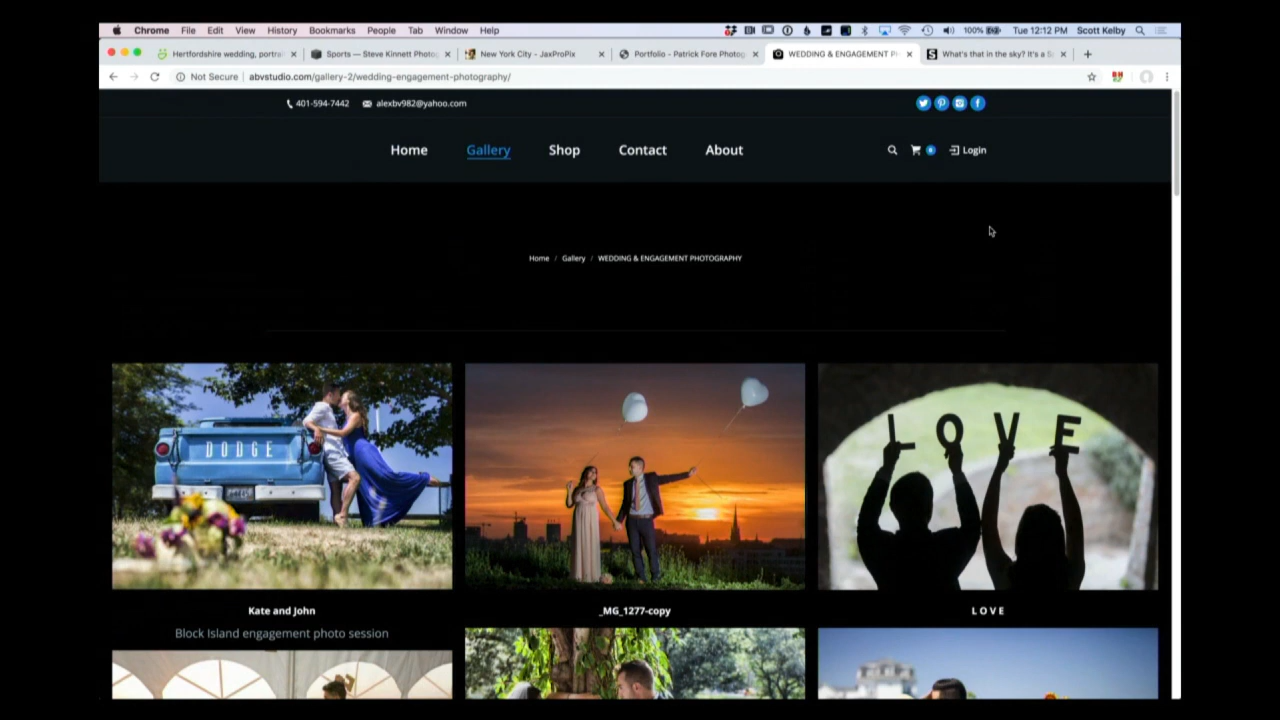 Chrome File Edit View History Bookmarks People Tab Window Help 100% Tue 12:12 PM Scott Kelby
Hertfordshire wedding, portrai Sports — Steve Kinnett Photog New York City - JaxProPix Portfolio - Patrick Fore Photog WEDDING & ENGAGEMENT P What's that in the sky? It's a S
Not Secure abvstudio.com/gallery-2/wedding-engagement-photography/
401-594-7442 alexbv982@yahoo.com
Home Gallery Shop Contact About Login
Home / Gallery / WEDDING & ENGAGEMENT PHOTOGRAPHY
DODGE
LOVE
Kate and John
_MG_1277-copy
L O V E
Block Island engagement photo session